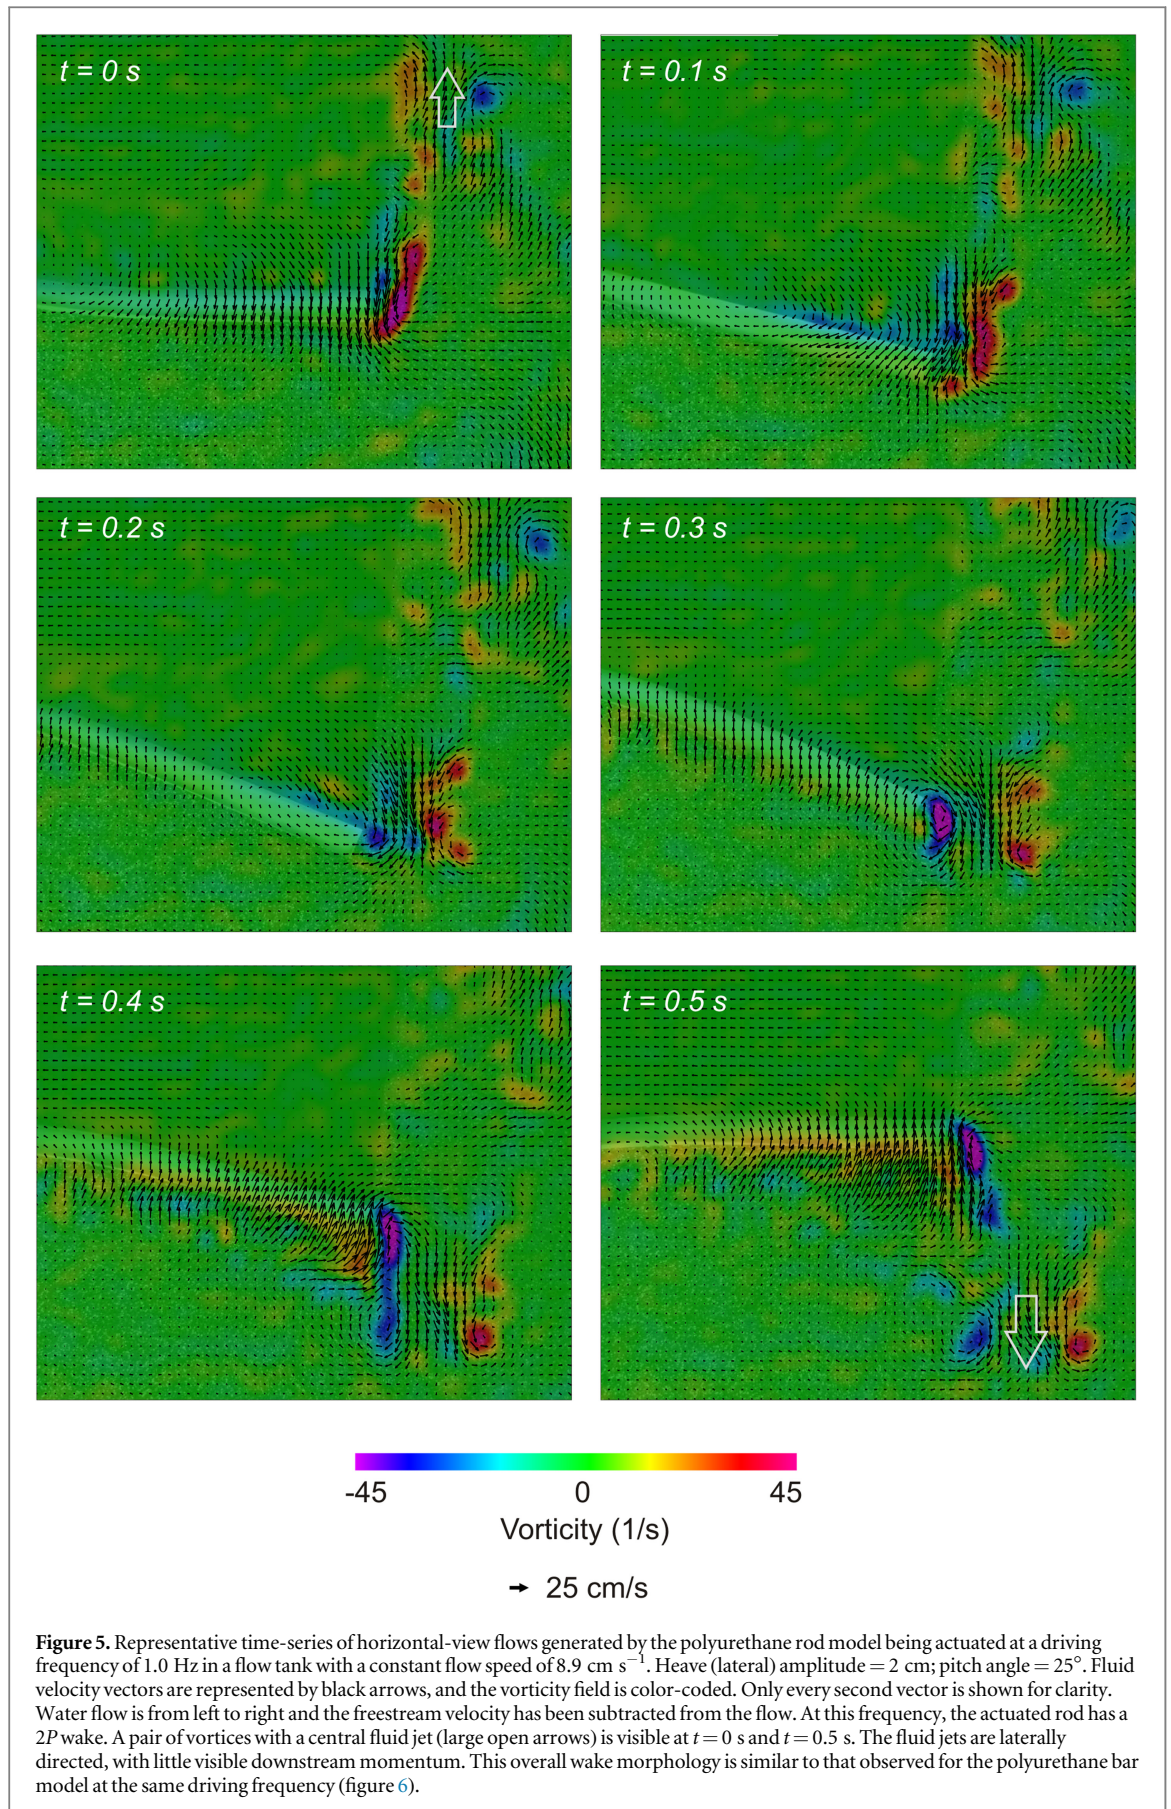 t = 0 s
t = 0.1 s
t = 0.2 s
t = 0.3 s
t = 0.4 s
t = 0.5 s
-45 0 45
Vorticity (1/s)
25 cm/s
Figure 5. Representative time-series of horizontal-view flows generated by the polyurethane rod model being actuated at a driving
frequency of 1.0 Hz in a flow tank with a constant flow speed of 8.9 cm s⁻¹. Heave (lateral) amplitude = 2 cm; pitch angle = 25°. Fluid
velocity vectors are represented by black arrows, and the vorticity field is color-coded. Only every second vector is shown for clarity.
Water flow is from left to right and the freestream velocity has been subtracted from the flow. At this frequency, the actuated rod has a
2P wake. A pair of vortices with a central fluid jet (large open arrows) is visible at t = 0 s and t = 0.5 s. The fluid jets are laterally
directed, with little visible downstream momentum. This overall wake morphology is similar to that observed for the polyurethane bar
model at the same driving frequency (figure 6).